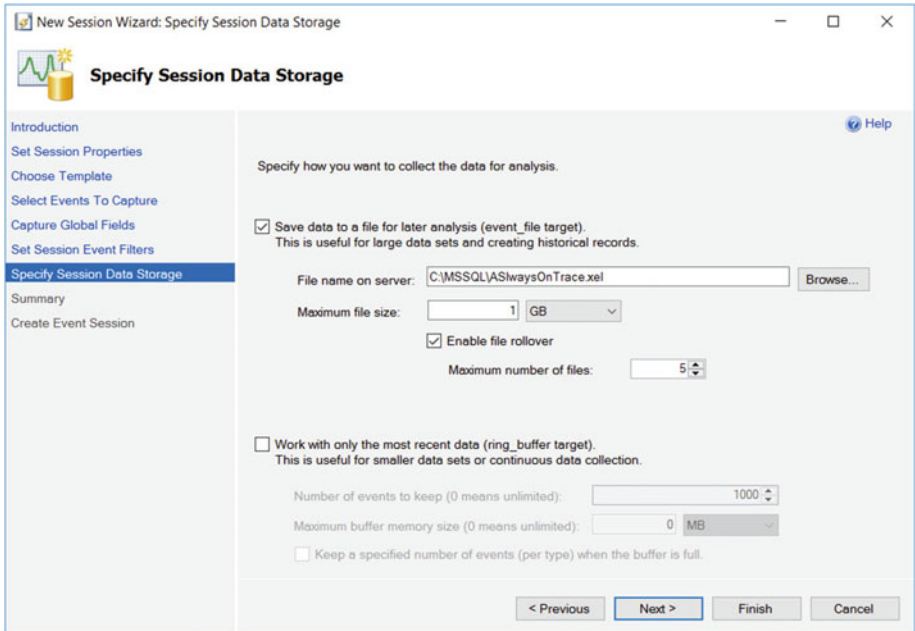 New Session Wizard: Specify Session Data Storage
Specify Session Data Storage
Introduction
Set Session Properties
Choose Template
Select Events To Capture
Capture Global Fields
Set Session Event Filters
Specify Session Data Storage
Summary
Create Event Session
Help
Specify how you want to collect the data for analysis.
Save data to a file for later analysis (event_file target).
This is useful for large data sets and creating historical records.
File name on server: C:\MSSQL\ASlwaysOnTrace.xel Browse...
Maximum file size: 1 GB
Enable file rollover
Maximum number of files: 5
Work with only the most recent data (ring_buffer target).
This is useful for smaller data sets or continuous data collection.
Number of events to keep (0 means unlimited): 1000
Maximum buffer memory size (0 means unlimited): 0 MB
Keep a specified number of events (per type) when the buffer is full.
< Previous Next > Finish Cancel